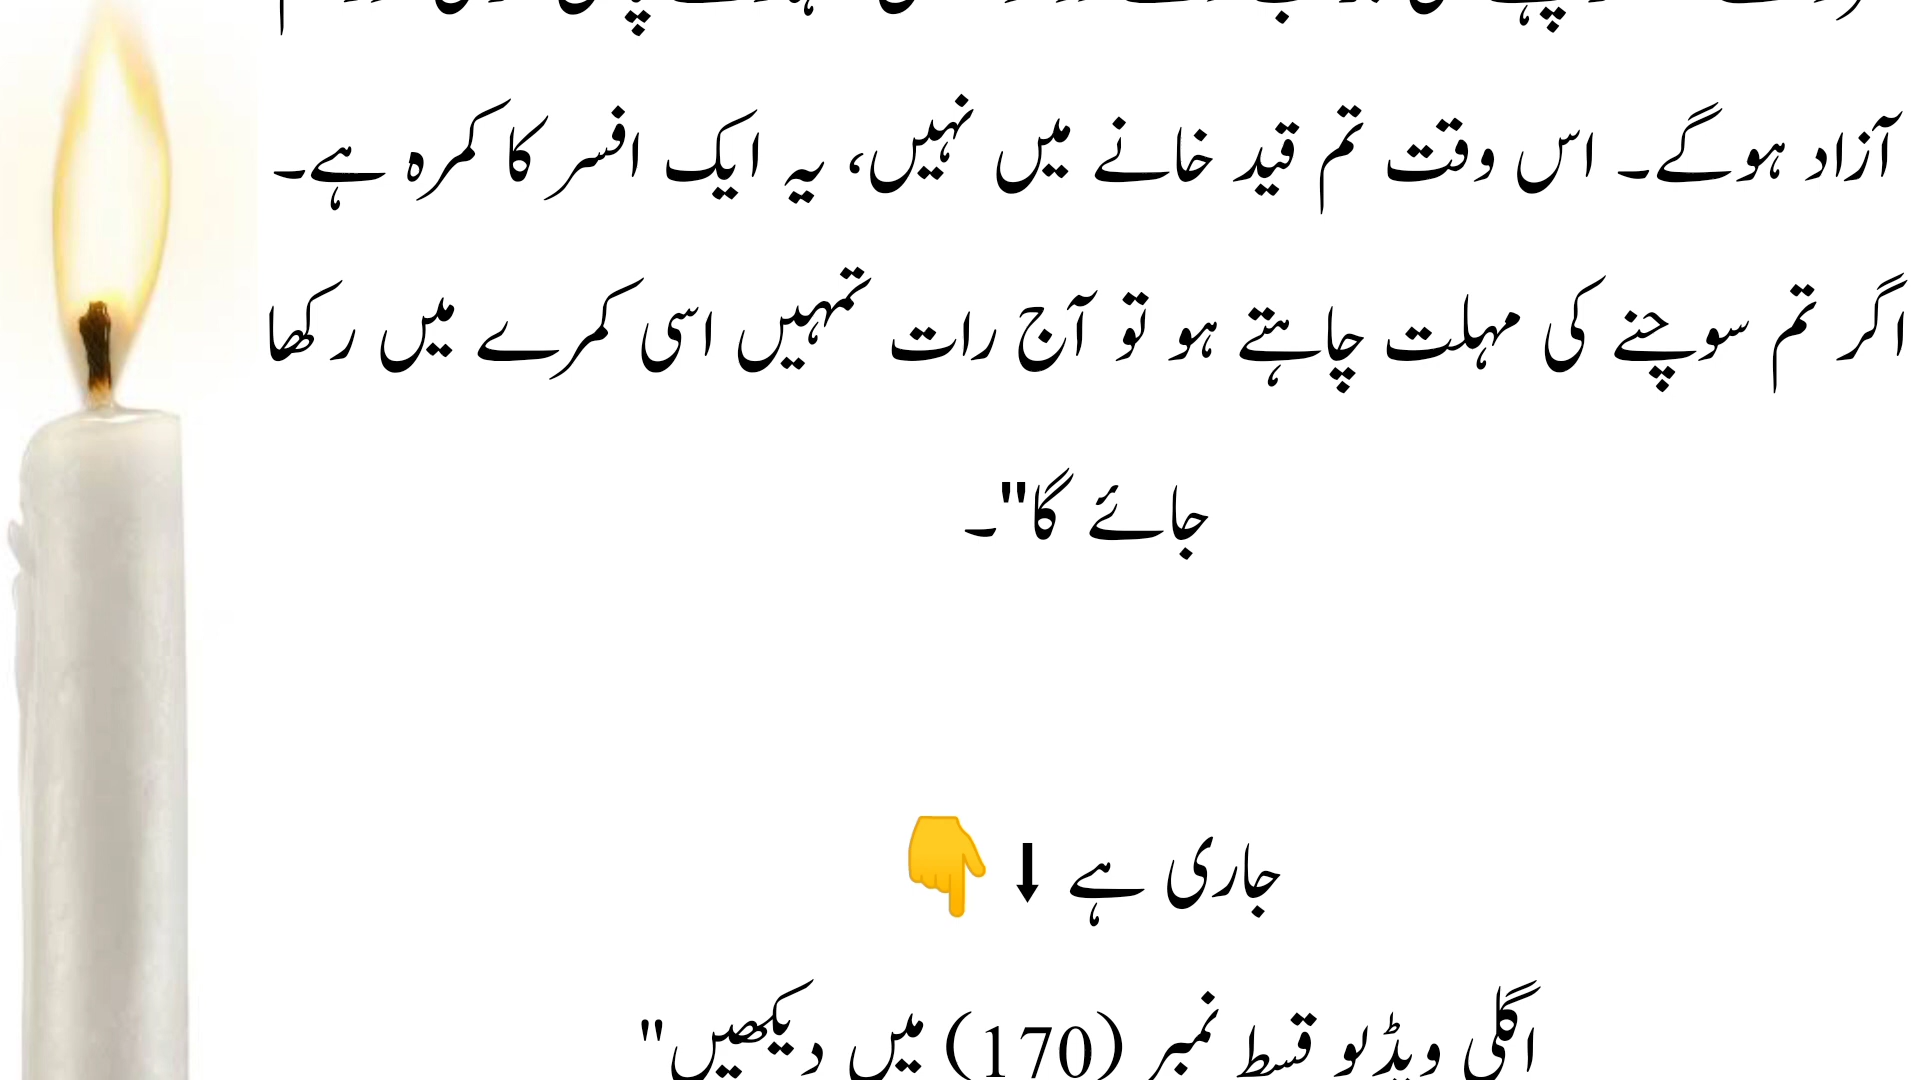 آزاد ہوگے۔ اس وقت تم قید خانے میں نہیں، یہ ایک افسر کا کمرہ ہے۔
اگر تم سوچنے کی مہلت چاہتے ہو تو آج رات تمہیں اسی کمرے میں رکھا
جائے گا"۔
جاری ہے ⬇👇
اگلی ویڈیو قسط نمبر (170) میں دیکھیں"